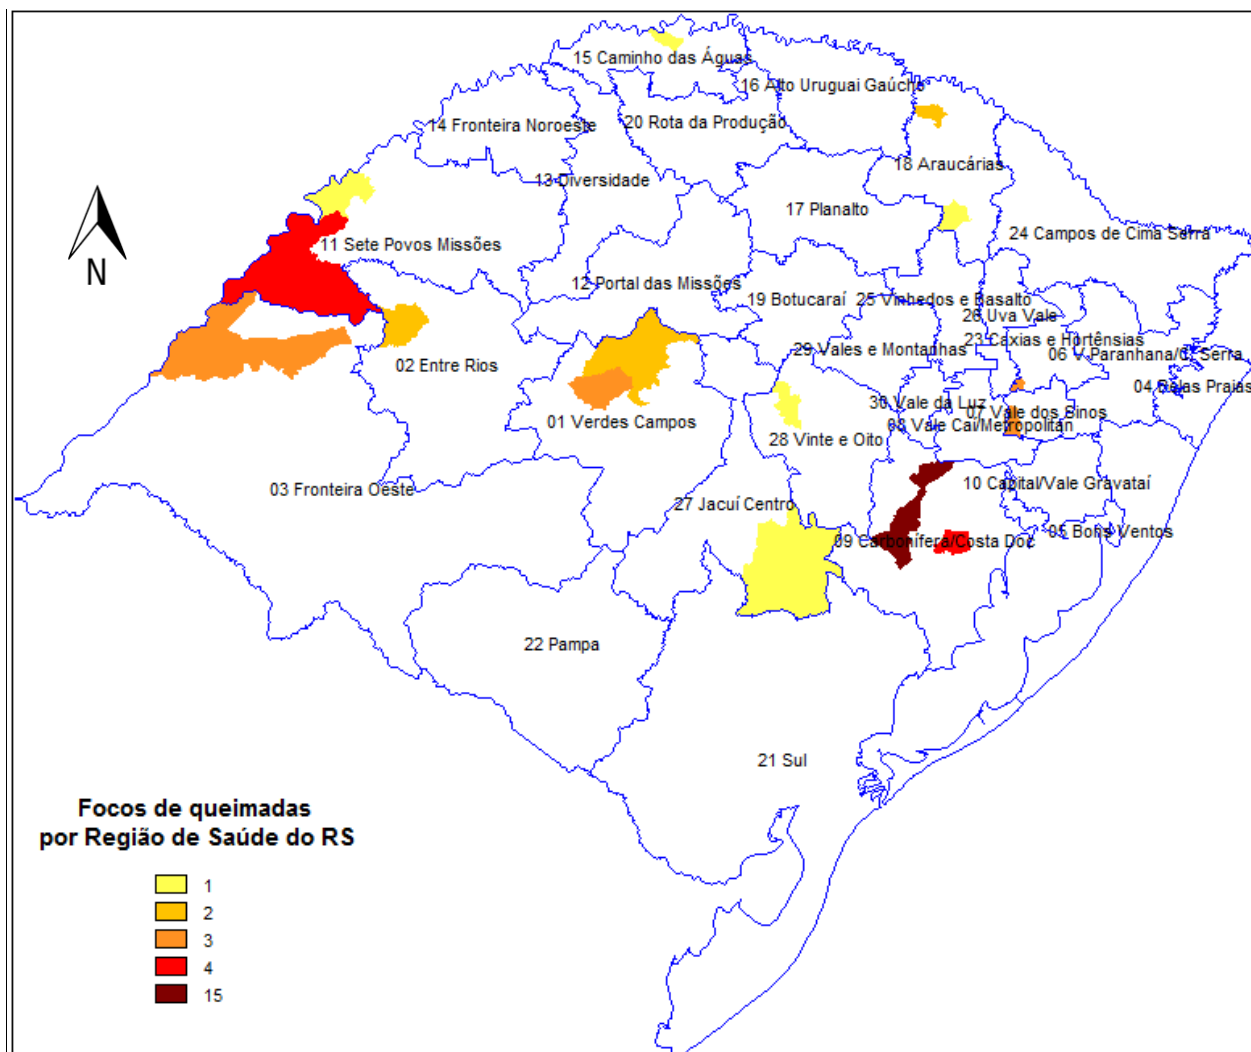 15 Caminho das Águas
16 Alto Uruguai Gaúcho
14 Fronteira Noroeste
20 Rota da Produção
18 Araucárias
13 Diversidade
17 Planalto
24 Campos de Cima Serra
11 Sete Povos Missões
12 Portal das Missões
19 Botucaraí
25 Vinhedos e Basalto
26 Uva Vale
23 Caxias e Hortênsias
29 Vales e Montanhas
06 V.Paranhana/C. Serra
02 Entre Rios
04 Belas Praias
30 Vale da Luz
07 Vale dos Sinos
01 Verdes Campos
08 Vale Caí/Metropolitan
28 Vinte e Oito
03 Fronteira Oeste
10 Capital/Vale Gravataí
27 Jacuí Centro
05 Bons Ventos
09 Carbonífera/Costa Doc
22 Pampa
21 Sul
N
Focos de queimadas
por Região de Saúde do RS
1
2
3
4
15